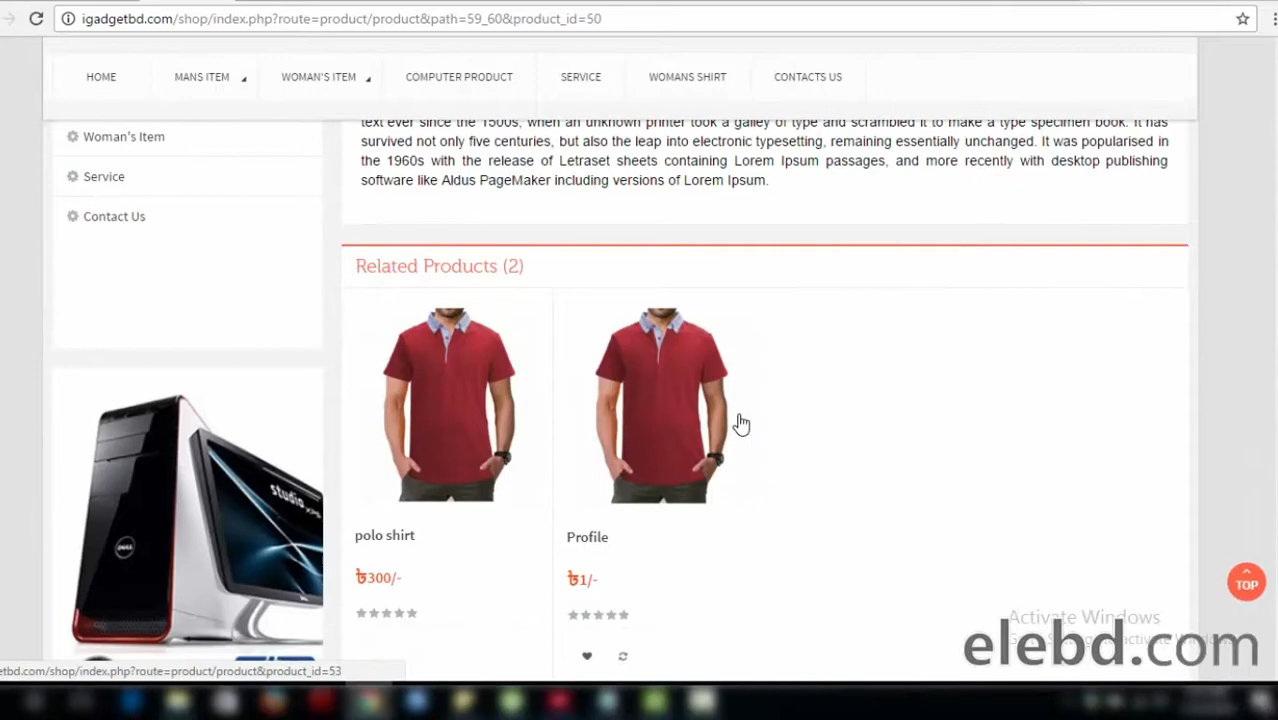 igadgetbd.com/shop/index.php?route=product/product&path=59_60&product_id=50
HOME MANS ITEM WOMAN'S ITEM COMPUTER PRODUCT SERVICE WOMANS SHIRT CONTACTS US
Woman's Item
Service
Contact Us
text ever since the 1500s, when an unknown printer took a galley of type and scrambled it to make a type specimen book. It has
survived not only five centuries, but also the leap into electronic typesetting, remaining essentially unchanged. It was popularised in
the 1960s with the release of Letraset sheets containing Lorem Ipsum passages, and more recently with desktop publishing
software like Aldus PageMaker including versions of Lorem Ipsum.
Related Products (2)
polo shirt
৳300/-
Profile
৳1/-
studio XPS
DELL
TOP
Activate Windows
elebd.com
etbd.com/shop/index.php?route=product/product&product_id=53